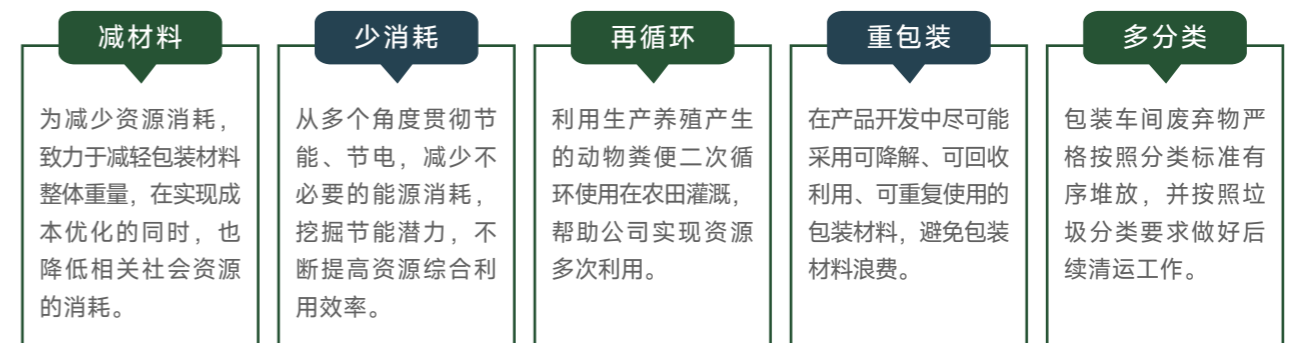 减材料
为减少资源消耗，
致力于减轻包装材料
整体重量，在实现成
本优化的同时，也
降低相关社会资源
的消耗。
少消耗
从多个角度贯彻节
能、节电，减少不
必要的能源消耗，
挖掘节能潜力，不
断提高资源综合利
用效率。
再循环
利用生产养殖产生
的动物粪便二次循
环使用在农田灌溉，
帮助公司实现资源
多次利用。
重包装
在产品开发中尽可能
采用可降解、可回收
利用、可重复使用的
包装材料，避免包装
材料浪费。
多分类
包装车间废弃物严
格按照分类标准有
序堆放，并按照垃
圾分类要求做好后
续清运工作。